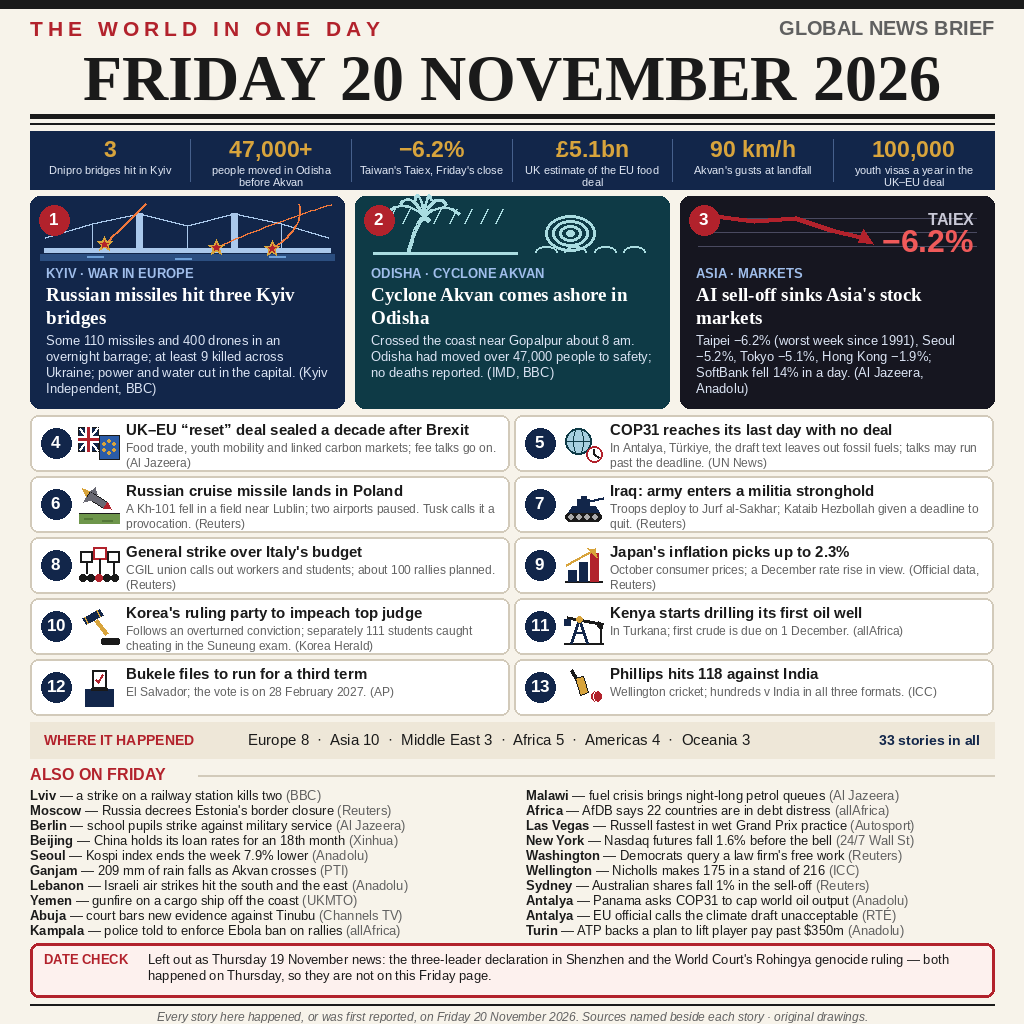 THE WORLD IN ONE DAY
GLOBAL NEWS BRIEF
FRIDAY 20 NOVEMBER 2026
3
Dnipro bridges hit in Kyiv
47,000+
people moved in Odisha
before Akvan
−6.2%
Taiwan's Taiex, Friday's close
£5.1bn
UK estimate of the EU food
deal
90 km/h
Akvan's gusts at landfall
100,000
youth visas a year in the
UK–EU deal
1
KYIV · WAR IN EUROPE
Russian missiles hit three Kyiv
bridges
Some 110 missiles and 400 drones in an
overnight barrage; at least 9 killed across
Ukraine; power and water cut in the capital. (Kyiv
Independent, BBC)
2
ODISHA · CYCLONE AKVAN
Cyclone Akvan comes ashore in
Odisha
Crossed the coast near Gopalpur about 8 am.
Odisha had moved over 47,000 people to safety;
no deaths reported. (IMD, BBC)
3
TAIEX
−6.2%
ASIA · MARKETS
AI sell-off sinks Asia's stock
markets
Taipei −6.2% (worst week since 1991), Seoul
−5.2%, Tokyo −5.1%, Hong Kong −1.9%;
SoftBank fell 14% in a day. (Al Jazeera,
Anadolu)
4
UK–EU “reset” deal sealed a decade after Brexit
Food trade, youth mobility and linked carbon markets; fee talks go on.
(Al Jazeera)
5
COP31 reaches its last day with no deal
In Antalya, Türkiye, the draft text leaves out fossil fuels; talks may run
past the deadline. (UN News)
6
Russian cruise missile lands in Poland
A Kh-101 fell in a field near Lublin; two airports paused. Tusk calls it a
provocation. (Reuters)
7
Iraq: army enters a militia stronghold
Troops deploy to Jurf al-Sakhar; Kataib Hezbollah given a deadline to
quit. (Reuters)
8
General strike over Italy's budget
CGIL union calls out workers and students; about 100 rallies planned.
(Reuters)
9
Japan's inflation picks up to 2.3%
October consumer prices; a December rate rise in view. (Official data,
Reuters)
10
Korea's ruling party to impeach top judge
Follows an overturned conviction; separately 111 students caught
cheating in the Suneung exam. (Korea Herald)
11
Kenya starts drilling its first oil well
In Turkana; first crude is due on 1 December. (allAfrica)
12
Bukele files to run for a third term
El Salvador; the vote is on 28 February 2027. (AP)
13
Phillips hits 118 against India
Wellington cricket; hundreds v India in all three formats. (ICC)
WHERE IT HAPPENED
Europe 8 · Asia 10 · Middle East 3 · Africa 5 · Americas 4 · Oceania 3
33 stories in all
ALSO ON FRIDAY
Lviv — a strike on a railway station kills two (BBC)
Moscow — Russia decrees Estonia's border closure (Reuters)
Berlin — school pupils strike against military service (Al Jazeera)
Beijing — China holds its loan rates for an 18th month (Xinhua)
Seoul — Kospi index ends the week 7.9% lower (Anadolu)
Ganjam — 209 mm of rain falls as Akvan crosses (PTI)
Lebanon — Israeli air strikes hit the south and the east (Anadolu)
Yemen — gunfire on a cargo ship off the coast (UKMTO)
Abuja — court bars new evidence against Tinubu (Channels TV)
Kampala — police told to enforce Ebola ban on rallies (allAfrica)
Malawi — fuel crisis brings night-long petrol queues (Al Jazeera)
Africa — AfDB says 22 countries are in debt distress (allAfrica)
Las Vegas — Russell fastest in wet Grand Prix practice (Autosport)
New York — Nasdaq futures fall 1.6% before the bell (24/7 Wall St)
Washington — Democrats query a law firm's free work (Reuters)
Wellington — Nicholls makes 175 in a stand of 216 (ICC)
Sydney — Australian shares fall 1% in the sell-off (Reuters)
Antalya — Panama asks COP31 to cap world oil output (Anadolu)
Antalya — EU official calls the climate draft unacceptable (RTÉ)
Turin — ATP backs a plan to lift player pay past $350m (Anadolu)
DATE CHECK
Left out as Thursday 19 November news: the three-leader declaration in Shenzhen and the World Court's Rohingya genocide ruling — both
happened on Thursday, so they are not on this Friday page.
Every story here happened, or was first reported, on Friday 20 November 2026. Sources named beside each story · original drawings.